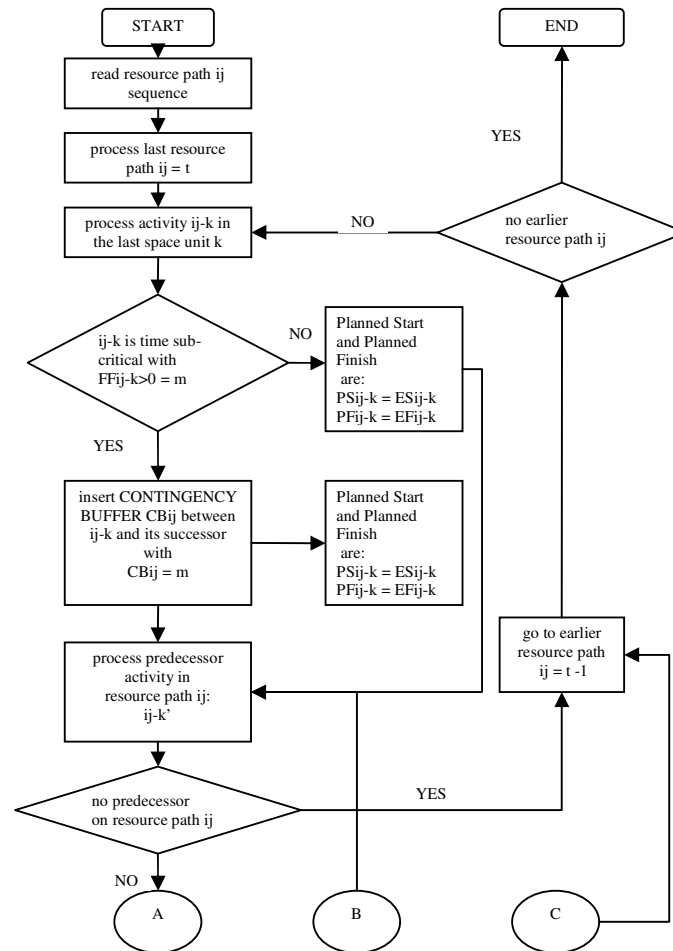 START
END
read resource path ij
sequence
YES
process last resource
path ij = t
process activity ij-k in
the last space unit k
NO
no earlier
resource path ij
ij-k is time sub-
critical with
FFij-k>0 = m
NO
Planned Start
and Planned
Finish
are:
PSij-k = ESij-k
PFij-k = EFij-k
YES
insert CONTINGENCY
BUFFER CBij between
ij-k and its successor
with
CBij = m
Planned Start
and Planned
Finish
are:
PSij-k = ESij-k
PFij-k = EFij-k
go to earlier
resource path
ij = t -1
process predecessor
activity in
resource path ij:
ij-k’
no predecessor
on resource path ij
YES
NO
A
B
C